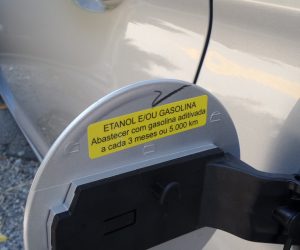 ETANOL E/OU GASOLINA
Abastecer com gasolina aditivada
a cada 3 meses ou 5.000 km